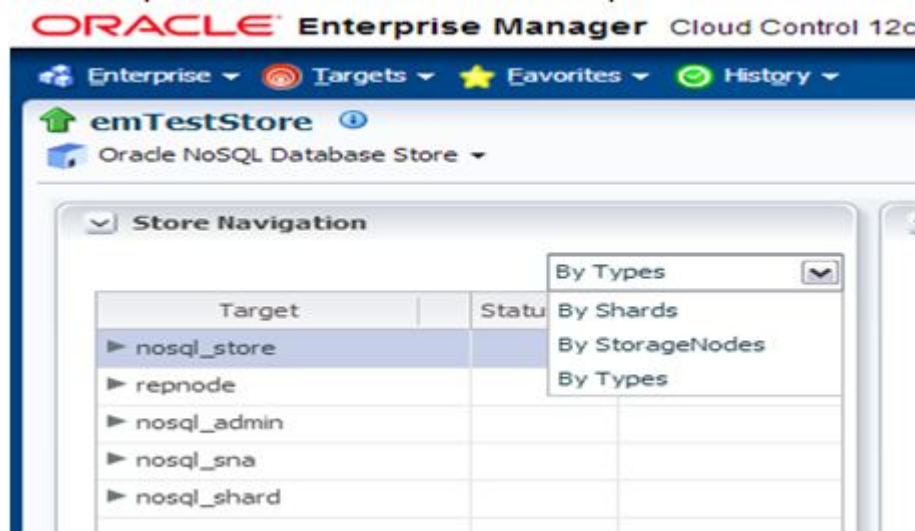 ORACLE Enterprise Manager Cloud Control 12c
Enterprise Targets Favorites History
emTestStore
Oracle NoSQL Database Store
Store Navigation
By Types
Target Statu By Shards
nosql_store By StorageNodes
repnode By Types
nosql_admin
nosql_sna
nosql_shard